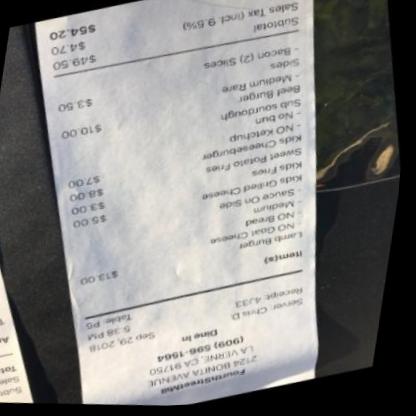 FourthStreetMill
2124 BONITA AVENUE
LA VERNE, CA 91750
(909) 596-1564
Dine In
Server: Chris D
Sep 29, 2018
Receipt: 4J33
5:38 PM
Table: P5
Item(s)
Lamb Burger $13.00
- NO Goat Cheese
- NO Bread
- Medium
- Sauce On Side
Kids Grilled Cheese $5.00
Kids Fries $3.00
Sweet Potato Fries $8.00
Kids Cheeseburger $7.00
- NO Ketchup
- No bun
Sub sourdough
Beef Burger $10.00
- Medium Rare
Sides $3.50
- Bacon (2) Slices
Subtotal $49.50
Sales Tax (incl. 9.5%) $4.70
$54.20